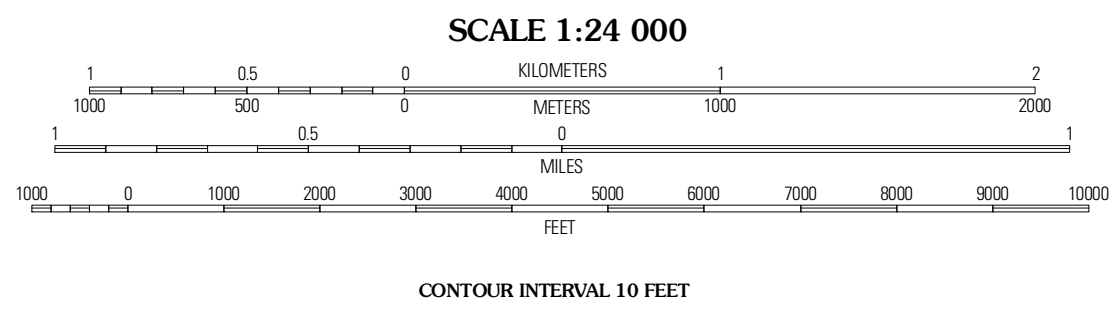 SCALE 1:24 000
1 0.5 0 KILOMETERS 1 2
1000 500 0 METERS 1000 2000
1 0.5 0 1
MILES
1000 0 1000 2000 3000 4000 5000 6000 7000 8000 9000 10000
FEET
CONTOUR INTERVAL 10 FEET